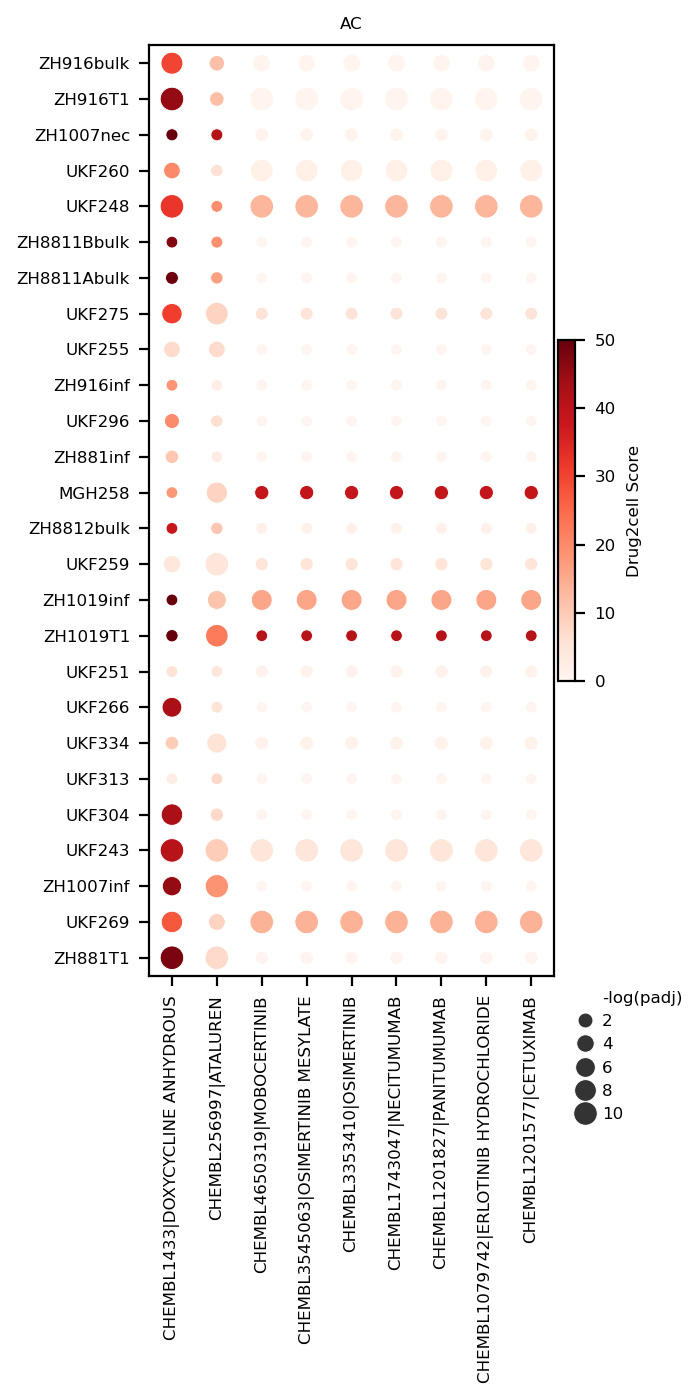 AC
ZH916bulk
ZH916T1
ZH1007nec
UKF260
UKF248
ZH8811Bbulk
ZH8811Abulk
UKF275
UKF255
ZH916inf
UKF296
ZH881inf
MGH258
ZH8812bulk
UKF259
ZH1019inf
ZH1019T1
UKF251
UKF266
UKF334
UKF313
UKF304
UKF243
ZH1007inf
UKF269
ZH881T1
CHEMBL1433|DOXYCYCLINE ANHYDROUS
CHEMBL256997|ATALUREN
CHEMBL4650319|MOBOCERTINIB
CHEMBL3545063|OSIMERTINIB MESYLATE
CHEMBL3353410|OSIMERTINIB
CHEMBL1743047|NECITUMUMAB
CHEMBL1201827|PANITUMUMAB
CHEMBL1079742|ERLOTINIB HYDROCHLORIDE
CHEMBL1201577|CETUXIMAB
50
40
30
20
10
0
Drug2cell Score
-log(padj)
2
4
6
8
10